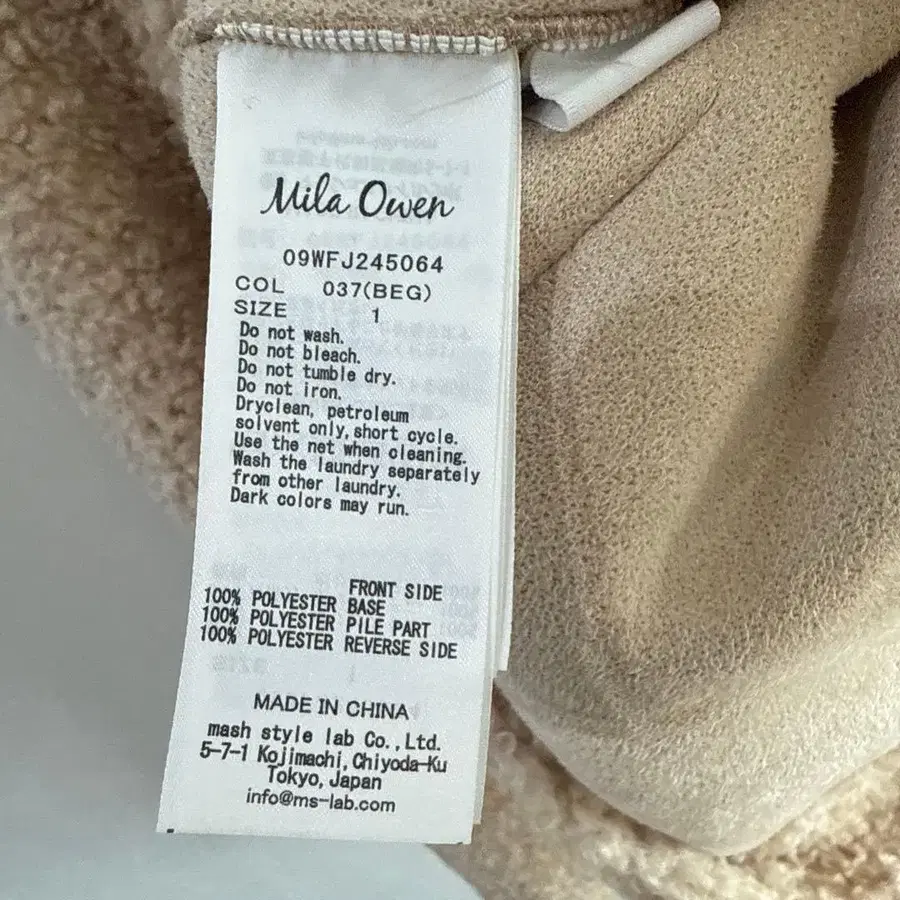 Mila Owen
09WFJ245064
COL 037(BEG)
SIZE 1
Do not wash.
Do not bleach.
Do not tumble dry.
Do not iron.
Dryclean, petroleum
solvent only,short cycle.
Use the net when cleaning.
Wash the laundry separately
from other laundry.
Dark colors may run.
FRONT SIDE
100% POLYESTER BASE
100% POLYESTER PILE PART
100% POLYESTER REVERSE SIDE
MADE IN CHINA
mash style lab Co.,Ltd.
5-7-1 Kojimachi,Chiyoda-Ku
Tokyo,Japan
info@ms-lab.com